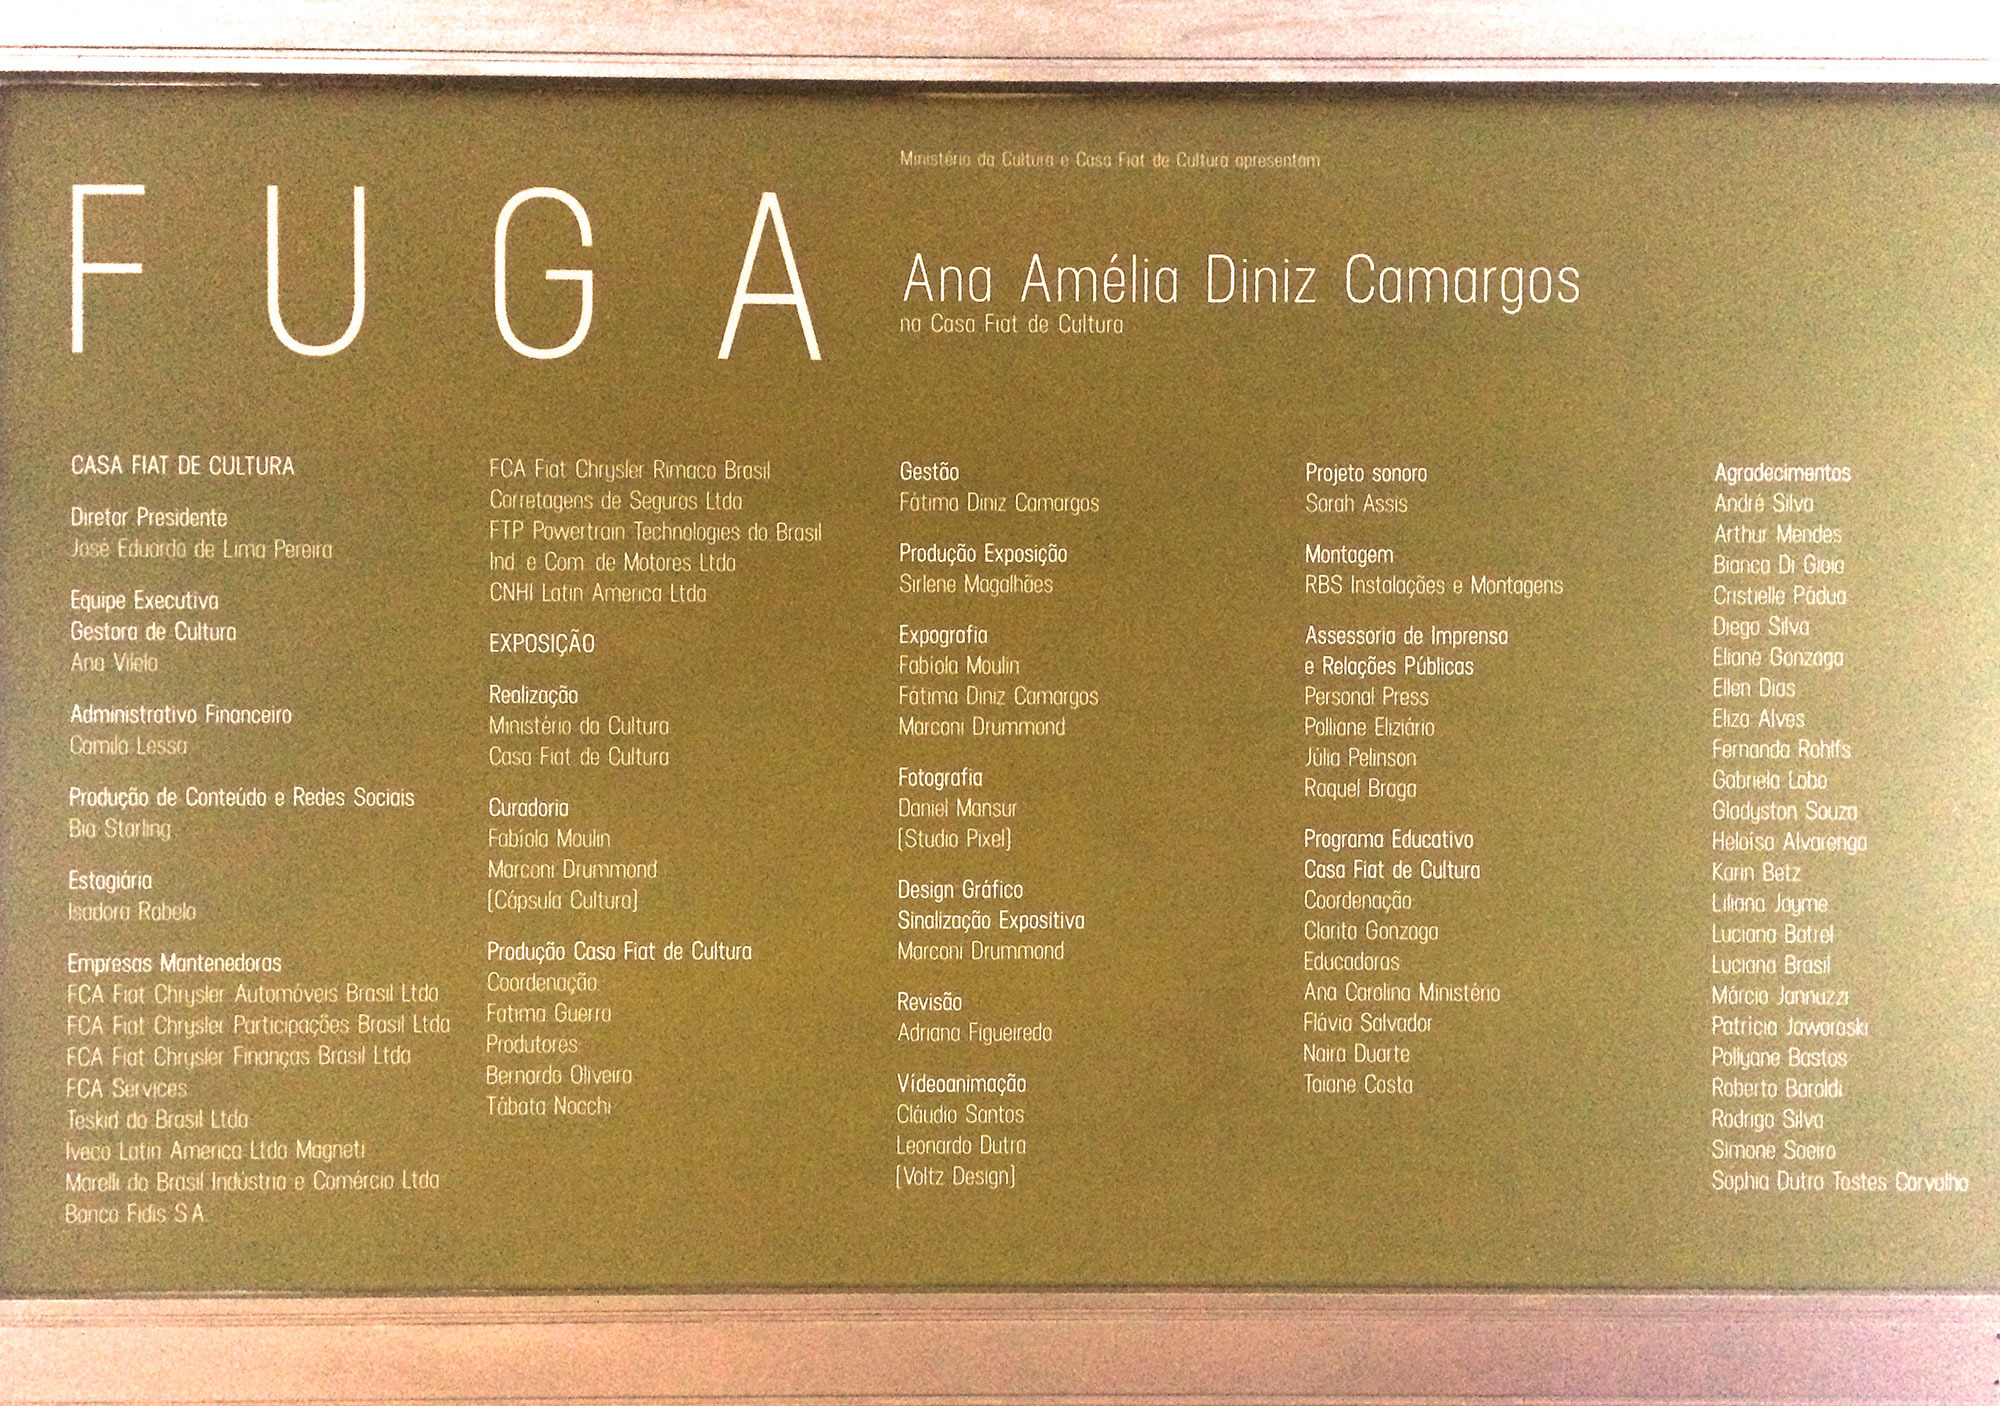 FUGA
Ministério da Cultura e Casa Fiat de Cultura apresentam
Ana Amélia Diniz Camargos
na Casa Fiat de Cultura
CASA FIAT DE CULTURA
Diretor Presidente
José Eduardo de Lima Pereira
Equipe Executiva
Gestora de Cultura
Ana Vilela
Administrativo Financeiro
Camila Lessa
Produção de Conteúdo e Redes Sociais
Bia Starling
Estagiária
Isadora Rabelo
Empresas Mantenedoras
FCA Fiat Chrysler Automóveis Brasil Ltda
FCA Fiat Chrysler Participações Brasil Ltda
FCA Fiat Chrysler Finanças Brasil Ltda
FCA Services
Teskid do Brasil Ltda
Iveco Latin America Ltda Magneti
Marelli do Brasil Indústria e Comércio Ltda
Banco Fidis S A
FCA Fiat Chrysler Rimaco Brasil
Corretagens de Seguros Ltda
FTP Powertrain Technologies do Brasil
Ind e Com de Motores Ltda
CNHI Latin America Ltda
EXPOSIÇÃO
Realização
Ministério da Cultura
Casa Fiat de Cultura
Curadoria
Fabíola Moulin
Marconi Drummond
[Cápsula Cultura]
Produção Casa Fiat de Cultura
Coordenação
Fatima Guerra
Produtores
Bernardo Oliveira
Tábata Nocchi
Gestão
Fátima Diniz Camargos
Produção Exposição
Sirlene Magalhães
Expografia
Fabíola Moulin
Fátima Diniz Camargos
Marconi Drummond
Fotografia
Daniel Mansur
[Studio Pixel]
Design Gráfico
Sinalização Expositiva
Marconi Drummond
Revisão
Adriana Figueiredo
Vídeoanimação
Cláudio Santos
Leonardo Dutra
[Voltz Design]
Projeto sonoro
Sarah Assis
Montagem
RBS Instalações e Montagens
Assessoria de Imprensa
e Relações Públicas
Personal Press
Polliane Eliziário
Júlia Pelinson
Raquel Braga
Programa Educativo
Casa Fiat de Cultura
Coordenação
Clarita Gonzaga
Educadoras
Ana Carolina Ministério
Flávia Salvador
Naira Duarte
Taiane Costa
Agradecimentos
André Silva
Arthur Mendes
Bianca Di Gioia
Cristielle Pádua
Diego Silva
Eliane Gonzaga
Ellen Dias
Eliza Alves
Fernanda Rohlfs
Gabriela Lobo
Gladyston Souza
Heloísa Alvarenga
Karin Betz
Liliana Jayme
Luciana Batrel
Luciana Brasil
Márcio Jannuzzi
Patrícia Jawaraski
Pollyane Bastos
Roberto Baraldi
Rodrigo Silva
Simone Soeiro
Sophia Dutra Tostes Carvalho